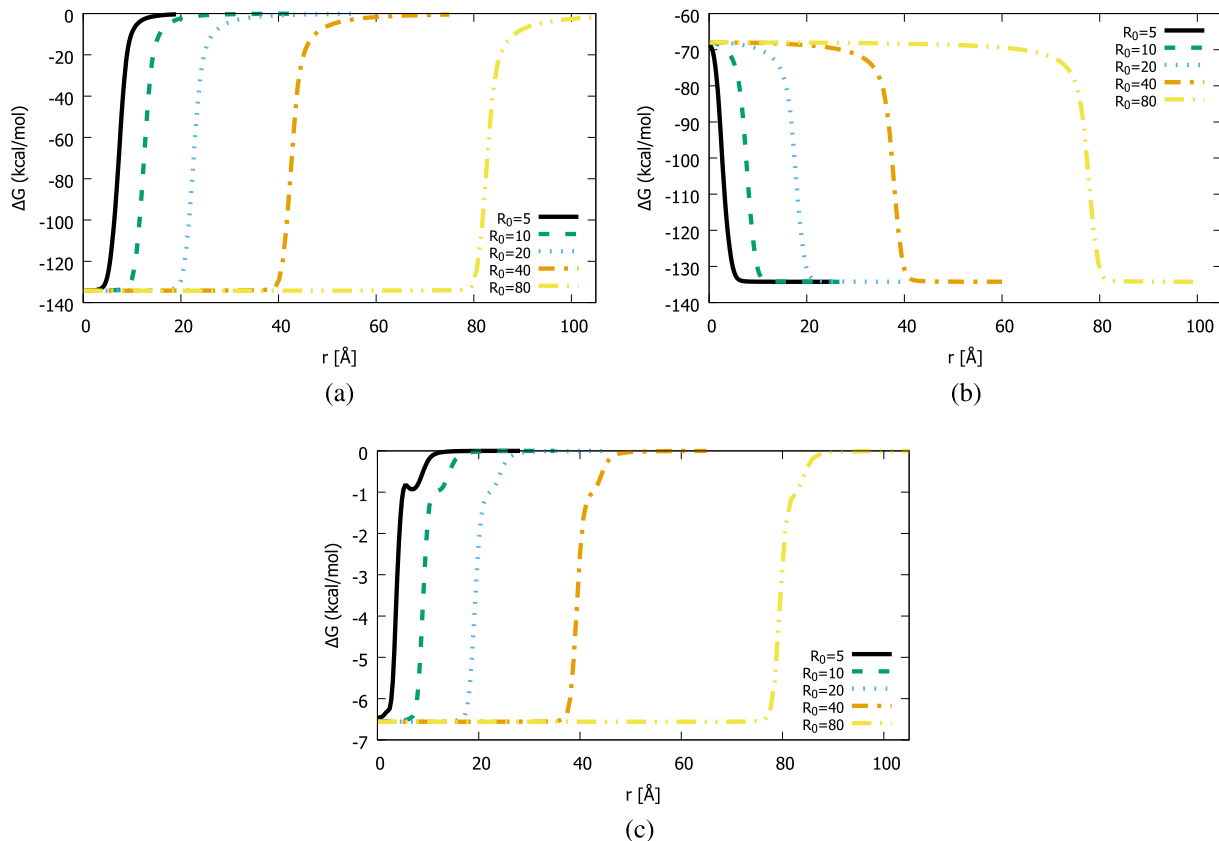 0
-20
-40
-60
-80
-100
-120
-140
ΔG (kcal/mol)
0 20 40 60 80 100
r [Å]
R₀=5
R₀=10
R₀=20
R₀=40
R₀=80
(a)
-60
-70
-80
-90
-100
-110
-120
-130
-140
ΔG (kcal/mol)
0 20 40 60 80 100
r [Å]
R₀=5
R₀=10
R₀=20
R₀=40
R₀=80
(b)
0
-1
-2
-3
-4
-5
-6
-7
ΔG (kcal/mol)
0 20 40 60 80 100
r [Å]
R₀=5
R₀=10
R₀=20
R₀=40
R₀=80
(c)